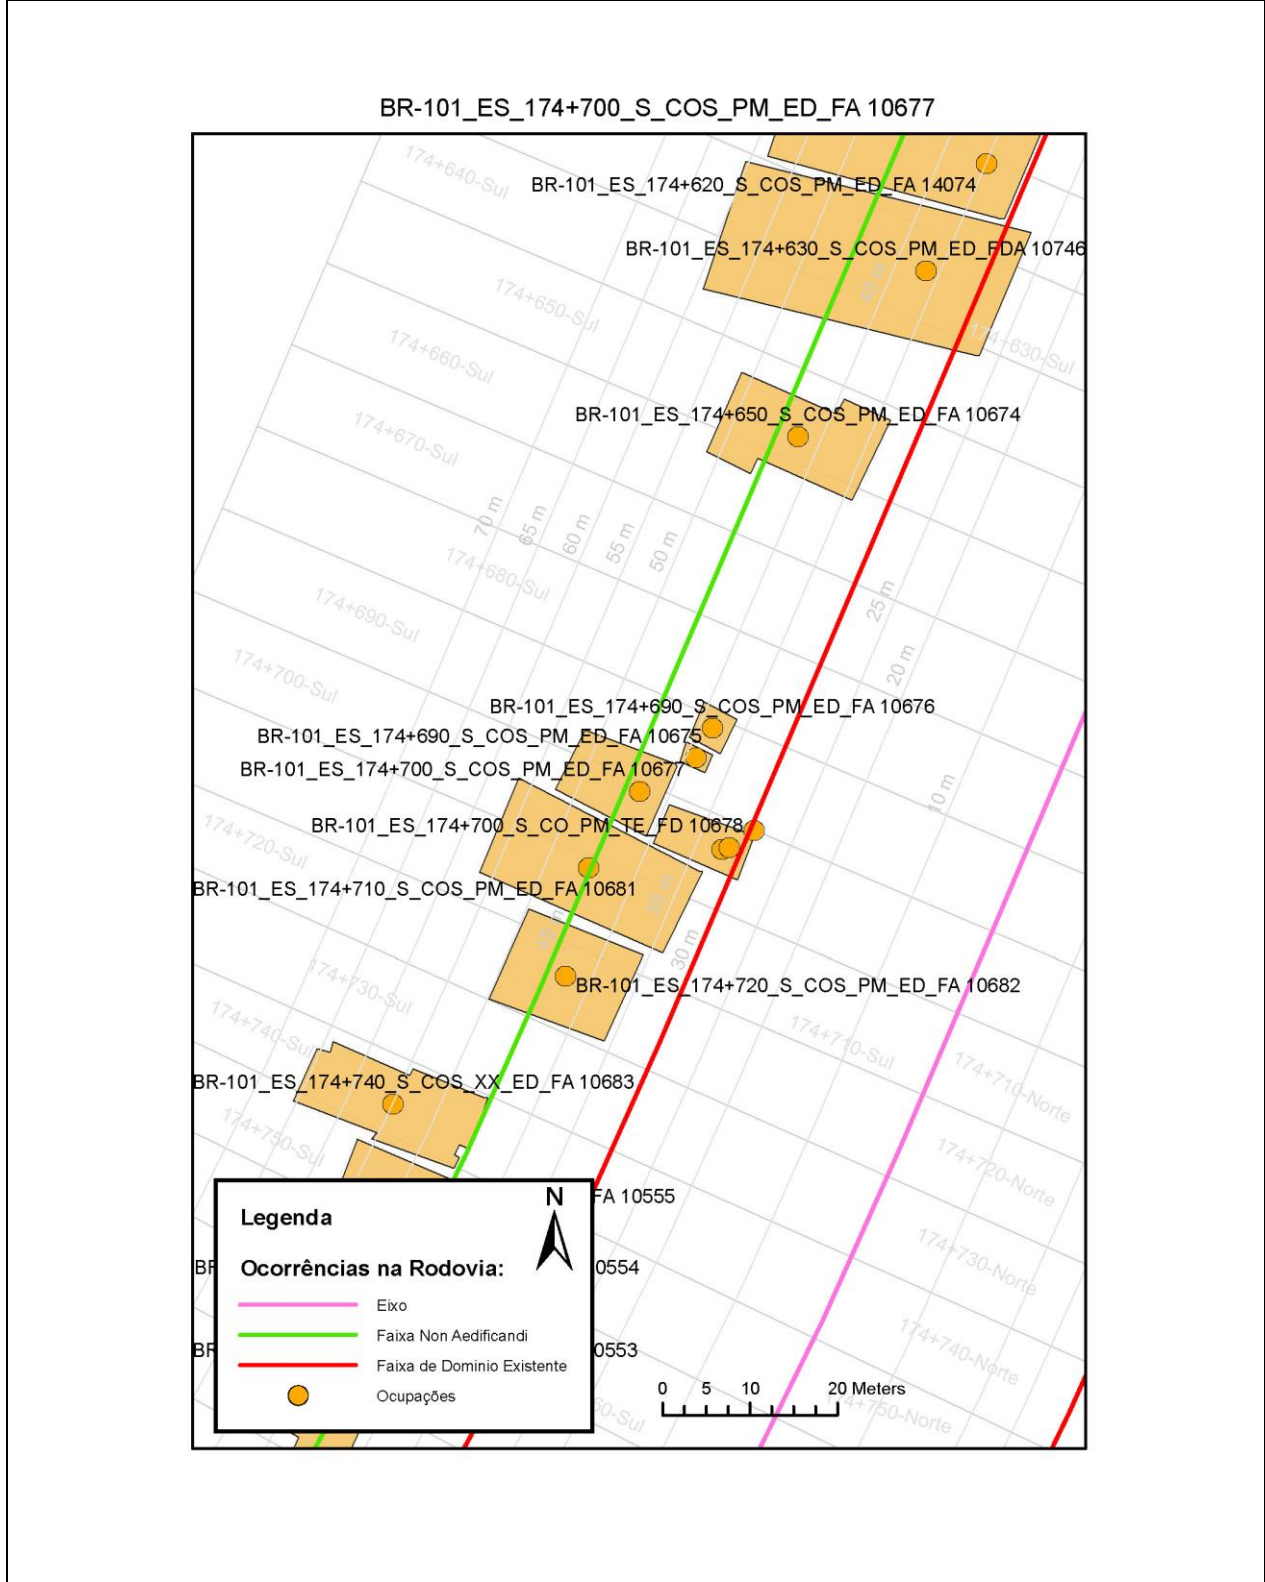 BR-101_ES_174+700_S_COS_PM_ED_FA 10677
174+640-Sul
BR-101_ES_174+620_S_COS_PM_ED_FA 14074
BR-101_ES_174+630_S_COS_PM_ED_FDA 10746
174+650-Sul
174+630-Sul
174+660-Sul
BR-101_ES_174+650_S_COS_PM_ED_FA 10674
174+670-Sul
70 m
65 m
60 m
55 m
50 m
174+680-Sul
25 m
174+690-Sul
20 m
174+700-Sul
BR-101_ES_174+690_S_COS_PM_ED_FA 10676
BR-101_ES_174+690_S_COS_PM_ED_FA 10675
BR-101_ES_174+700_S_COS_PM_ED_FA 10677
10 m
BR-101_ES_174+700_S_CO_PM_TE_FD 10678
174+720-Sul
BR-101_ES_174+710_S_COS_PM_ED_FA 10681
45 m
30 m
174+730-Sul
BR-101_ES_174+720_S_COS_PM_ED_FA 10682
174+740-Sul
174+710-Sul
174+710-Norte
BR-101_ES_174+740_S_COS_XX_ED_FA 10683
174+750-Sul
174+720-Norte
FA 10555
N
Legenda
174+730-Norte
BR
Ocorrências na Rodovia:
0554
Eixo
Faixa Non Aedificandi
174+740-Norte
BR
0553
Faixa de Dominio Existente
Ocupações
0 5 10 20 Meters
174+750-Norte
60-Sul